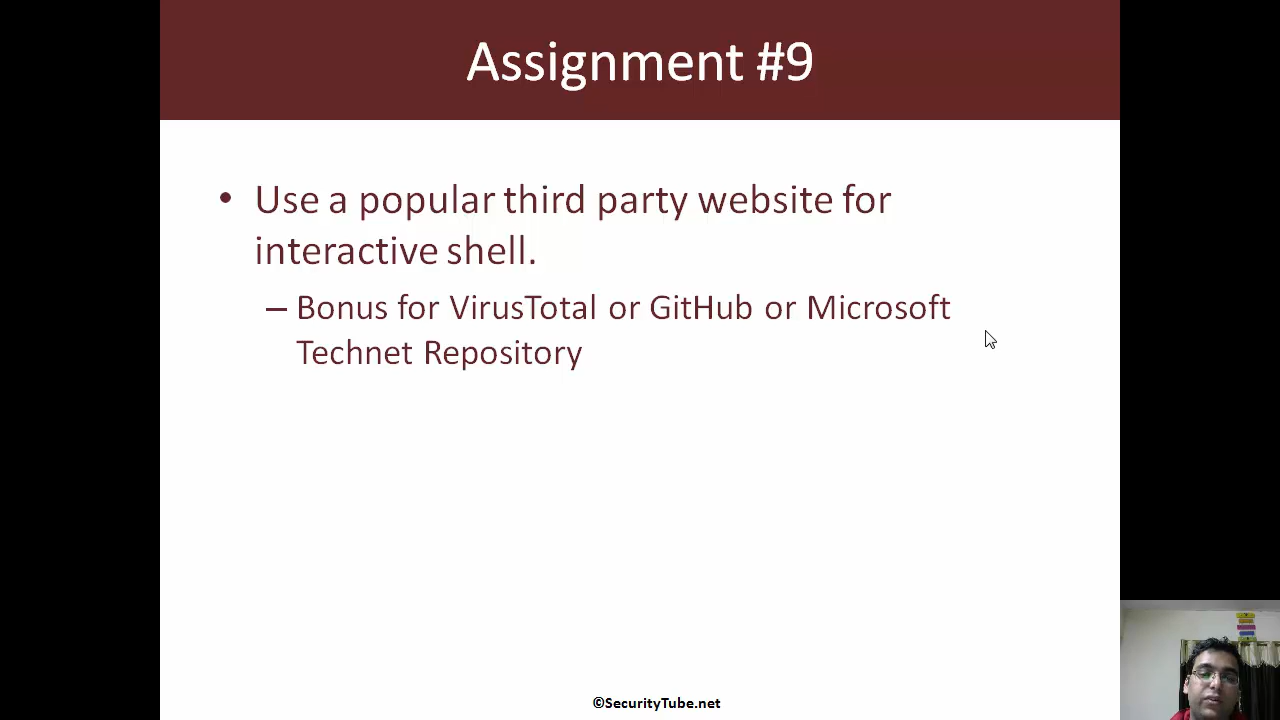 Assignment #9
• Use a popular third party website for
interactive shell.
– Bonus for VirusTotal or GitHub or Microsoft
Technet Repository
©SecurityTube.net